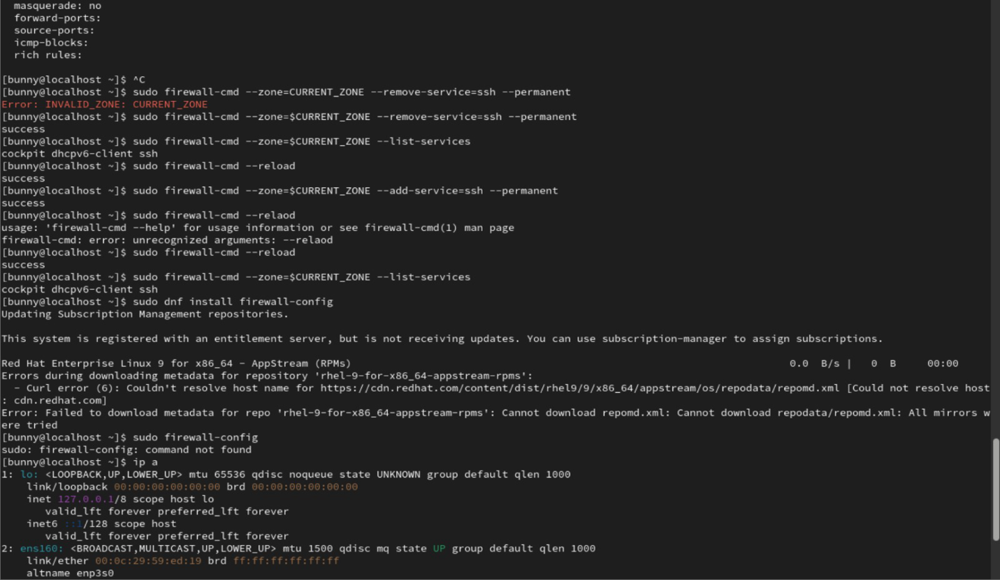 masquerade: no
forward-ports:
source-ports:
icmp-blocks:
rich rules:
[bunny@localhost ~]$ ^C
[bunny@localhost ~]$ sudo firewall-cmd --zone=CURRENT_ZONE --remove-service=ssh --permanent
Error: INVALID_ZONE: CURRENT_ZONE
[bunny@localhost ~]$ sudo firewall-cmd --zone=$CURRENT_ZONE --remove-service=ssh --permanent
success
[bunny@localhost ~]$ sudo firewall-cmd --zone=$CURRENT_ZONE --list-services
cockpit dhcpv6-client ssh
[bunny@localhost ~]$ sudo firewall-cmd --reload
success
[bunny@localhost ~]$ sudo firewall-cmd --zone=$CURRENT_ZONE --add-service=ssh --permanent
success
[bunny@localhost ~]$ sudo firewall-cmd --relaod
usage: 'firewall-cmd --help' for usage information or see firewall-cmd(1) man page
firewall-cmd: error: unrecognized arguments: --relaod
[bunny@localhost ~]$ sudo firewall-cmd --reload
success
[bunny@localhost ~]$ sudo firewall-cmd --zone=$CURRENT_ZONE --list-services
cockpit dhcpv6-client ssh
[bunny@localhost ~]$ sudo dnf install firewall-config
Updating Subscription Management repositories.
This system is registered with an entitlement server, but is not receiving updates. You can use subscription-manager to assign subscriptions.
Red Hat Enterprise Linux 9 for x86_64 - AppStream (RPMs) 0.0 B/s | 0 B 00:00
Errors during downloading metadata for repository 'rhel-9-for-x86_64-appstream-rpms':
- Curl error (6): Couldn't resolve host name for https://cdn.redhat.com/content/dist/rhel9/9/x86_64/appstream/os/repodata/repomd.xml [Could not resolve host
: cdn.redhat.com]
Error: Failed to download metadata for repo 'rhel-9-for-x86_64-appstream-rpms': Cannot download repomd.xml: Cannot download repodata/repomd.xml: All mirrors w
ere tried
[bunny@localhost ~]$ sudo firewall-config
sudo: firewall-config: command not found
[bunny@localhost ~]$ ip a
1: lo: <LOOPBACK,UP,LOWER_UP> mtu 65536 qdisc noqueue state UNKNOWN group default qlen 1000
link/loopback 00:00:00:00:00:00 brd 00:00:00:00:00:00
inet 127.0.0.1/8 scope host lo
valid_lft forever preferred_lft forever
inet6 ::1/128 scope host
valid_lft forever preferred_lft forever
2: ens160: <BROADCAST,MULTICAST,UP,LOWER_UP> mtu 1500 qdisc mq state UP group default qlen 1000
link/ether 00:0c:29:59:ed:19 brd ff:ff:ff:ff:ff:ff
altname enp3s0